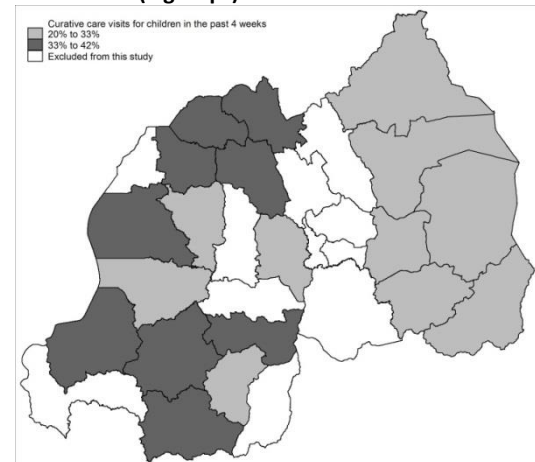 Curative care visits for children in the past 4 weeks
20% to 33%
33% to 42%
Excluded from this study